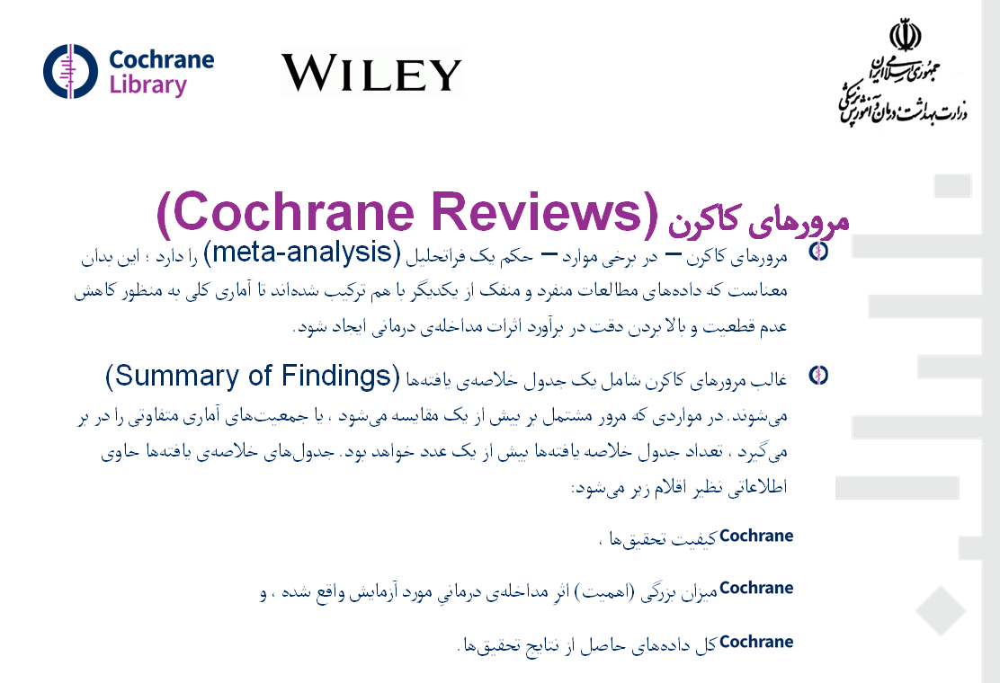 Cochrane
Library
WILEY
جمهوری اسلامی ایران
وزارت بهداشت، درمان و آموزش پزشکی
مرورهای کاکرن (Cochrane Reviews)
مرورهای کاکرن – در برخی موارد – حکم یک فراتحلیل (meta-analysis) را دارد ؛ این بدان
معناست که داده‌های مطالعات منفرد و منفک از یکدیگر با هم ترکیب شده‌اند تا آماری کلی به منظور کاهش
عدم قطعیت و بالا بردن دقت در برآورد اثرات مداخله‌ی درمانی ایجاد شود.
غالب مرورهای کاکرن شامل یک جدول خلاصه‌ی یافته‌ها (Summary of Findings)
می‌شوند. در مواردی که مرور مشتمل بر بیش از یک مقایسه می‌شود ، یا جمعیت‌های آماری متفاوتی را در بر
می‌گیرد ، تعداد جدول خلاصه یافته‌ها بیش از یک عدد خواهد بود. جدول‌های خلاصه‌ی یافته‌ها حاوی
اطلاعاتی نظیر اقلام زیر می‌شود:
Cochrane کیفیت تحقیق‌ها ،
Cochrane میزان بزرگی (اهمیت) اثرِ مداخله‌ی درمانیِ مورد آزمایش واقع شده ، و
Cochrane کل داده‌های حاصل از نتایج تحقیق‌ها.